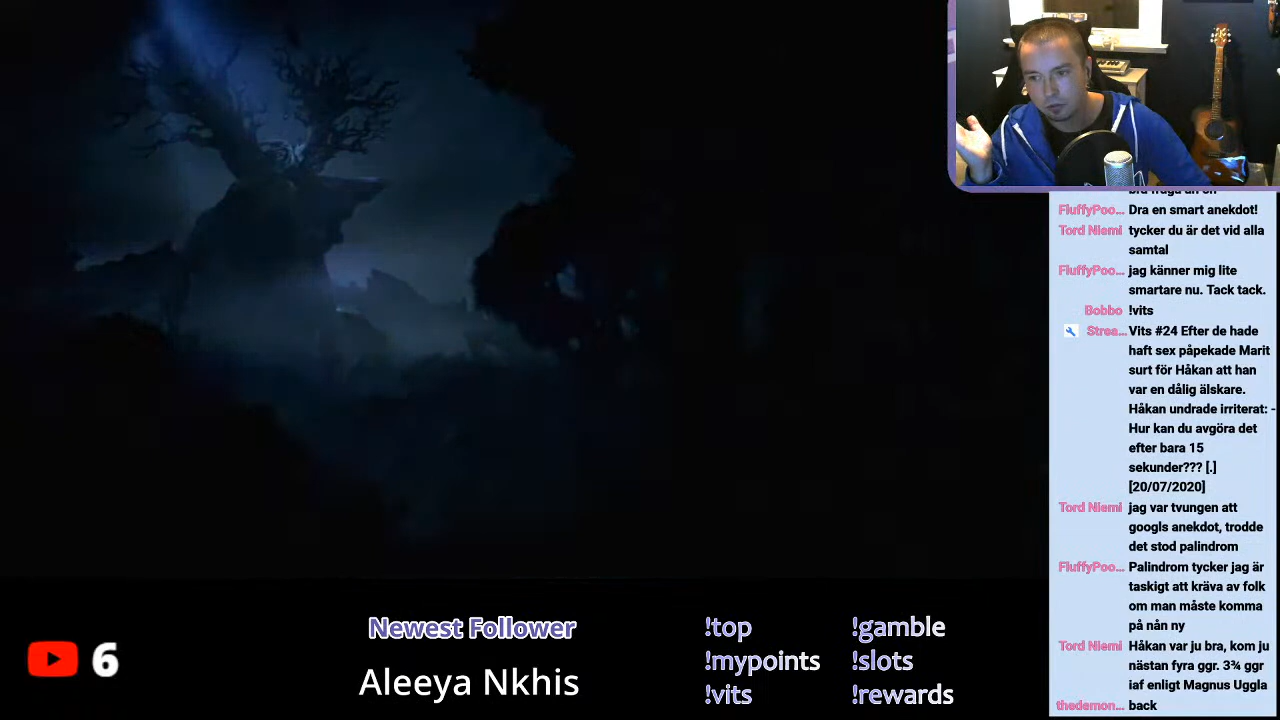 FluffyPoo... Dra en smart anekdot!
Tord Niemi tycker du är det vid alla
samtal
FluffyPoo... jag känner mig lite
smartare nu. Tack tack.
Bobbo !vits
Strea... Vits #24 Efter de hade
haft sex påpekade Marit
surt för Håkan att han
var en dålig älskare.
Håkan undrade irriterat: -
Hur kan du avgöra det
efter bara 15
sekunder??? [.]
[20/07/2020]
Tord Niemi jag var tvungen att
googls anekdot, trodde
det stod palindrom
FluffyPoo... Palindrom tycker jag är
taskigt att kräva av folk
om man måste komma
på nån ny
Tord Niemi Håkan var ju bra, kom ju
nästan fyra ggr. 3¾ ggr
iaf enligt Magnus Uggla
thedemon... back
Newest Follower
Aleeya Nkhis
6
!top
!mypoints
!vits
!gamble
!slots
!rewards